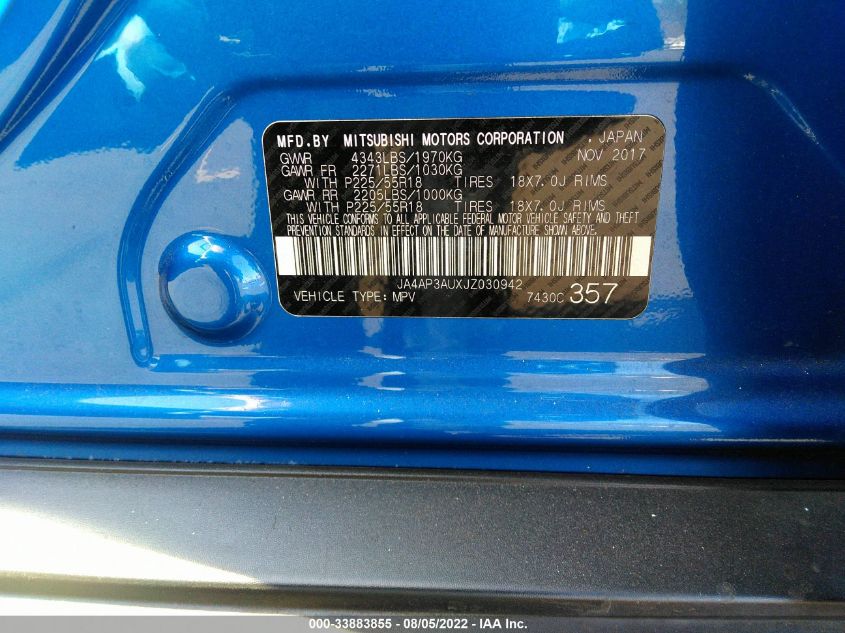 MFD.BY MITSUBISHI MOTORS CORPORATION , JAPAN
GVWR 4343LBS/1970KG NOV 2017
GAWR FR 2271LBS/1030KG
WITH P225/55R18 TIRES 18X7.0J RIMS
GAWR RR 2205LBS/1000KG
WITH P225/55R18 TIRES 18X7.0J RIMS
THIS VEHICLE CONFORMS TO ALL APPLICABLE FEDERAL MOTOR VEHICLE SAFETY AND THEFT
PREVENTION STANDARDS IN EFFECT ON THE DATE OF MANUFACTURE SHOWN ABOVE.
JA4AP3AUXJZ030942
VEHICLE TYPE: MPV 7430C 357
000-33883855 - 08/05/2022 - IAA Inc.